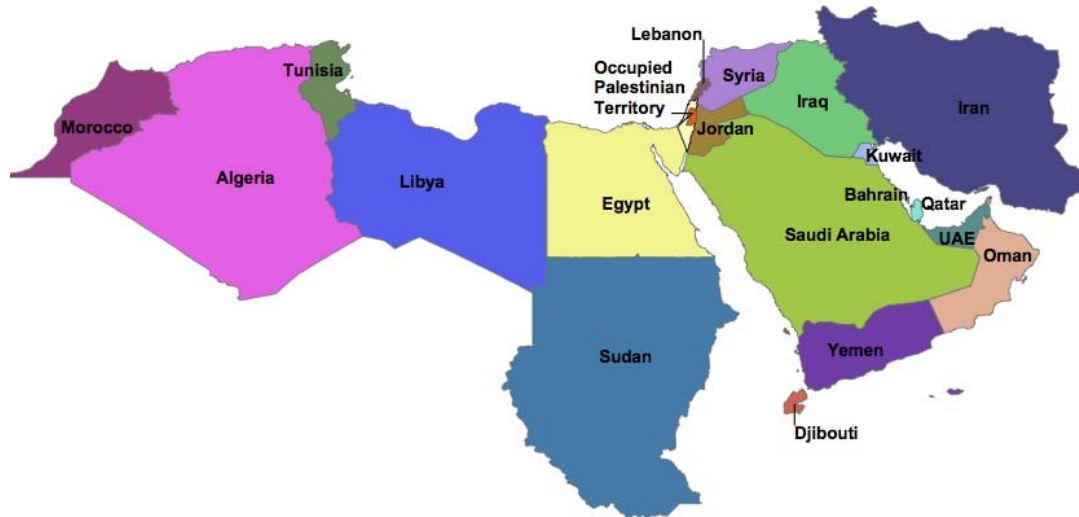 Lebanon
Occupied
Palestinian
Territory
Tunisia
Syria
Iraq
Iran
Morocco
Jordan
Kuwait
Algeria
Libya
Egypt
Bahrain
Qatar
Saudi Arabia
UAE
Oman
Sudan
Yemen
Djibouti